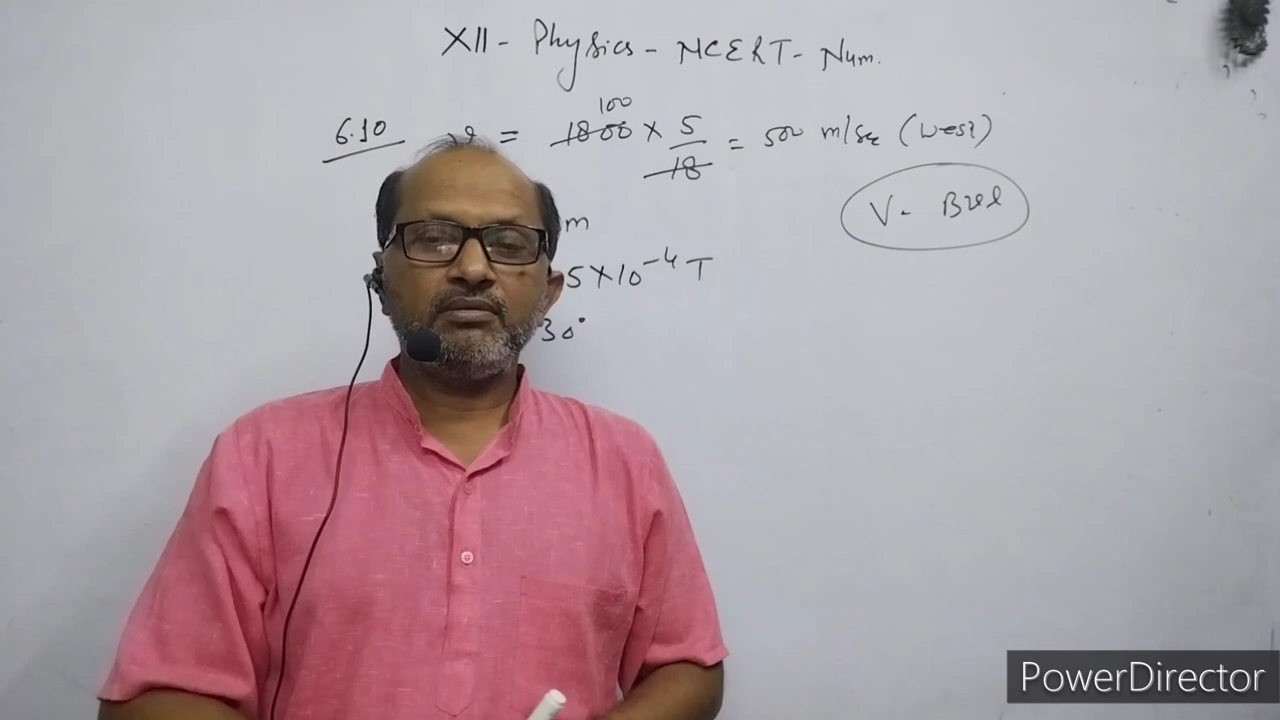 XII - Physics - NCERT - Num.
100
6.10 v = 1800 × 5/18 = 500 m/sec (West)
V = Bvl
m
5 × 10⁻⁴ T
30°
PowerDirector